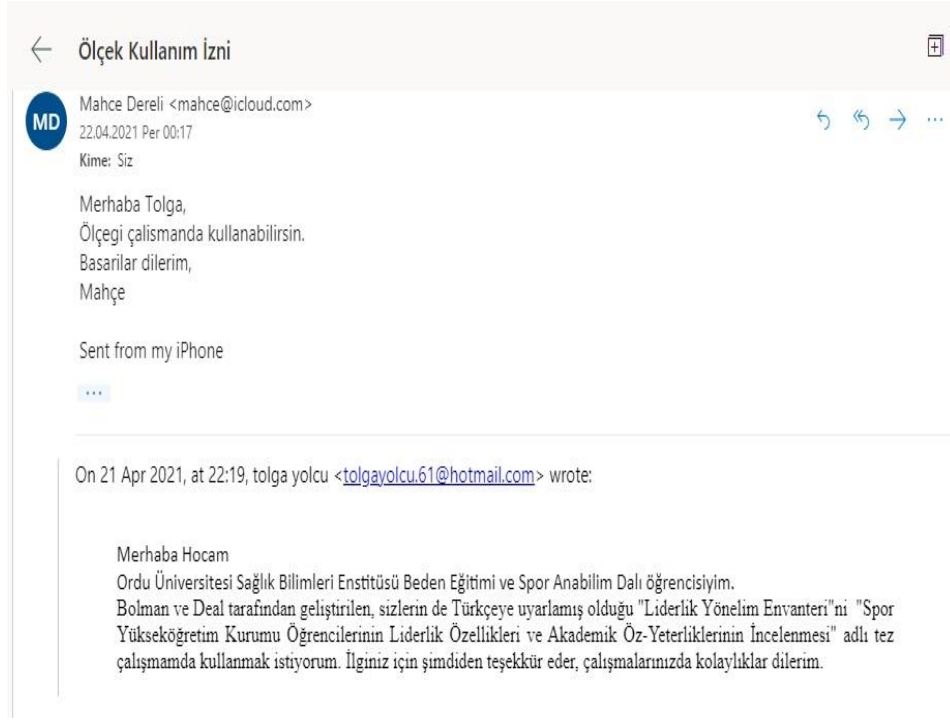 Ölçek Kullanım İzni
MD
Mahce Dereli <mahce@icloud.com>
22.04.2021 Per 00:17
Kime: Siz
Merhaba Tolga,
Ölçegi çalismanda kullanabilirsin.
Basarilar dilerim,
Mahçe
Sent from my iPhone
...
On 21 Apr 2021, at 22:19, tolga yolcu <tolgayolcu.61@hotmail.com> wrote:
Merhaba Hocam
Ordu Üniversitesi Sağlık Bilimleri Enstitüsü Beden Eğitimi ve Spor Anabilim Dalı öğrencisiyim.
Bolman ve Deal tarafından geliştirilen, sizlerin de Türkçeye uyarlamış olduğu "Liderlik Yönelim Envanteri"ni "Spor
Yükseköğretim Kurumu Öğrencilerinin Liderlik Özellikleri ve Akademik Öz-Yeterliklerinin İncelenmesi" adlı tez
çalışmamda kullanmak istiyorum. İlginiz için şimdiden teşekkür eder, çalışmalarınızda kolaylıklar dilerim.